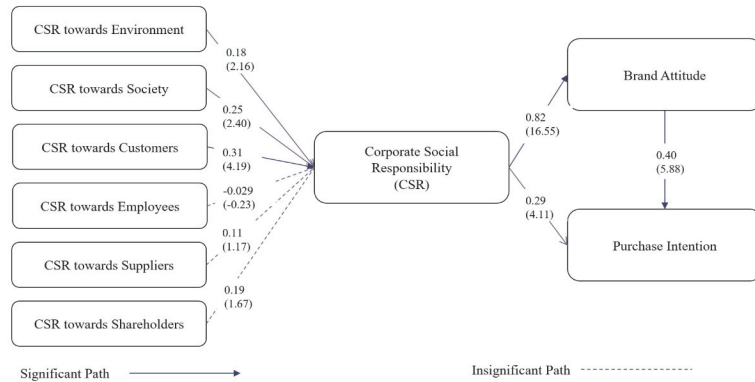 CSR towards Environment
0.18
(2.16)
CSR towards Society
0.25
(2.40)
CSR towards Customers
0.31
(4.19)
CSR towards Employees
-0.029
(-0.23)
CSR towards Suppliers
0.11
(1.17)
CSR towards Shareholders
0.19
(1.67)
Corporate Social
Responsibility
(CSR)
Brand Attitude
0.82
(16.55)
0.40
(5.88)
0.29
(4.11)
Purchase Intention
Significant Path
Insignificant Path